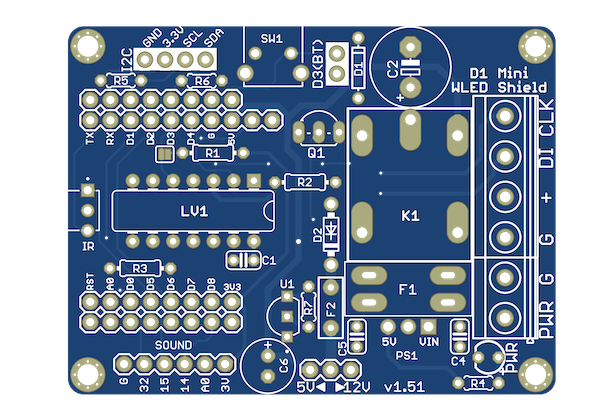 GND 3.3V SCL SDA
I2C
SW1
D3(BT)
D1
C2
+
D1 Mini
WLED Shield
R5 R6
TX RX D1 D2 D3 D4 G 5V
Q1
R1
CLK
DI
+
G
G
PWR
R2
LV1
K1
IR
D2
C1
R3
U1
F1
RST A0 D0 D5 D6 D7 D8 3V3
R7
F2
C5
5V VIN
PS1
C4
PWR
SOUND
+
C6
G 32 15 14 A0 3V
5V 12V
v1.51
R4